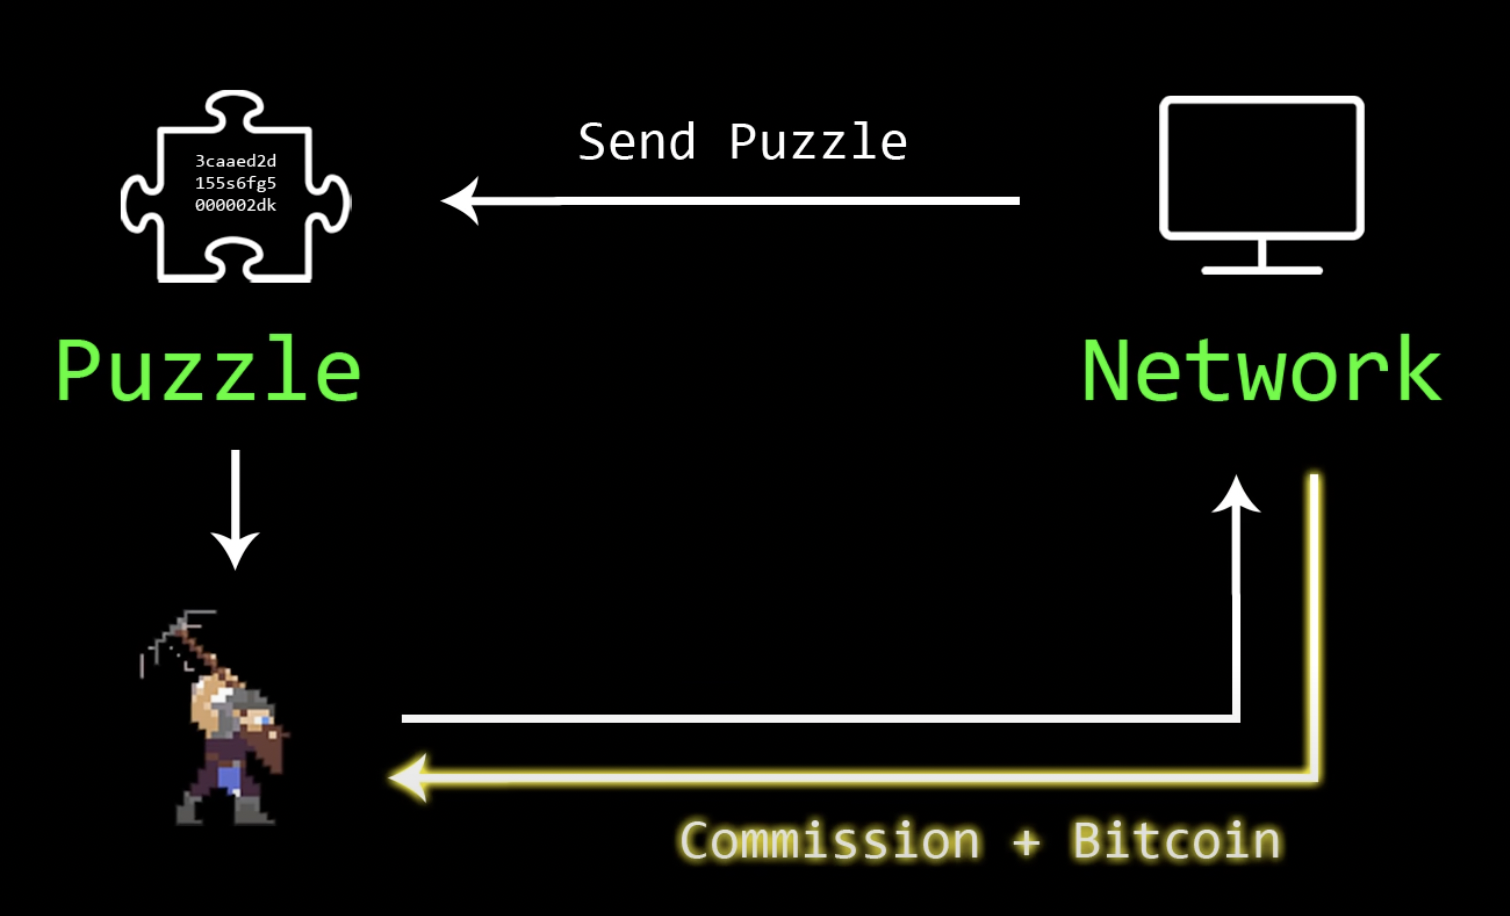 3caaed2d
155s6fg5
000002dk
Send Puzzle
Puzzle
Network
Commission + Bitcoin